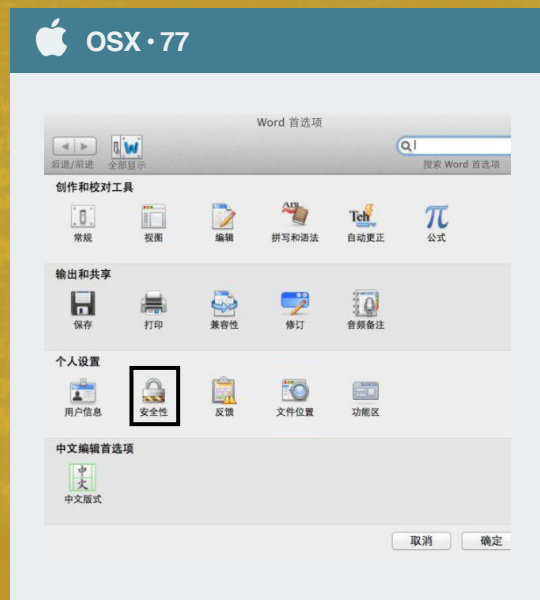 OSX·77
Word 首选项
后退/前进 全部显示
搜索 Word 首选项
创作和校对工具
常规 视图 编辑 拼写和语法 自动更正 公式
输出和共享
保存 打印 兼容性 修订 音频备注
个人设置
用户信息 安全性 反馈 文件位置 功能区
中文编辑首选项
中文版式
取消 确定